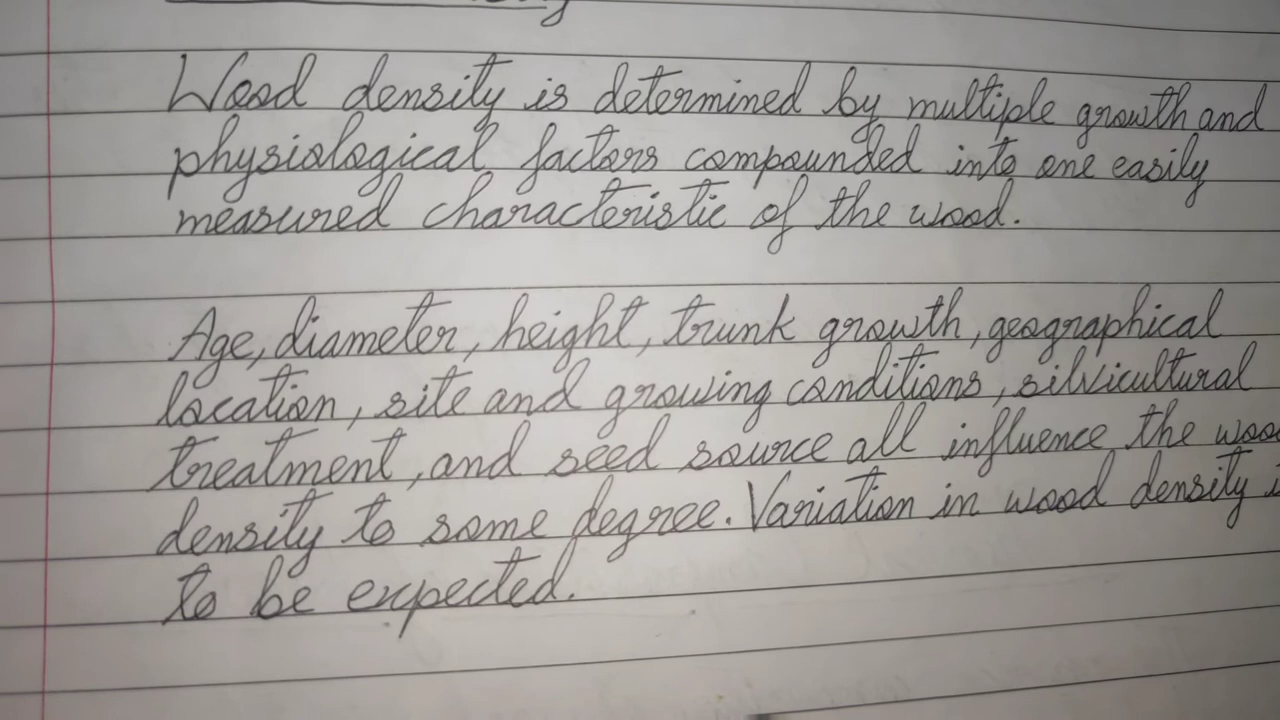 Wood density is determined by multiple growth and
physiological factors compounded into one easily
measured characteristic of the wood.
Age, diameter, height, trunk growth, geographical
location, site and growing conditions, silvicultural
treatment, and seed source all influence the wood
density to some degree. Variation in wood density is
to be expected.